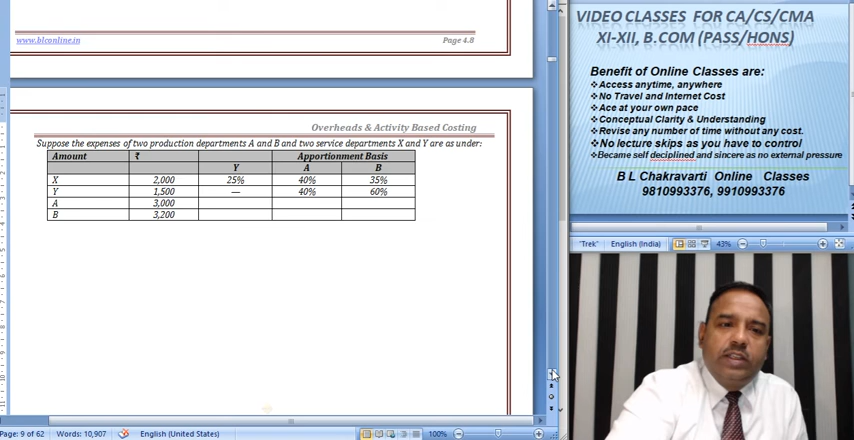 www.blconline.in Page 4.8
Overheads & Activity Based Costing
Suppose the expenses of two production departments A and B and two service departments X and Y are as under:
Amount ₹ Apportionment Basis
Y A B
X 2,000 25% 40% 35%
Y 1,500 — 40% 60%
A 3,000
B 3,200
Page: 9 of 62 Words: 10,907 English (United States) 100%
VIDEO CLASSES FOR CA/CS/CMA
XI-XII, B.COM (PASS/HONS)
Benefit of Online Classes are:
❖Access anytime, anywhere
❖No Travel and Internet Cost
❖Ace at your own pace
❖Conceptual Clarity & Understanding
❖Revise any number of time without any cost.
❖No lecture skips as you have to control
❖Became self deciplined and sincere as no external pressure
B L Chakravarti Online Classes
9810993376, 9910993376
"Trek" English (India) 43%